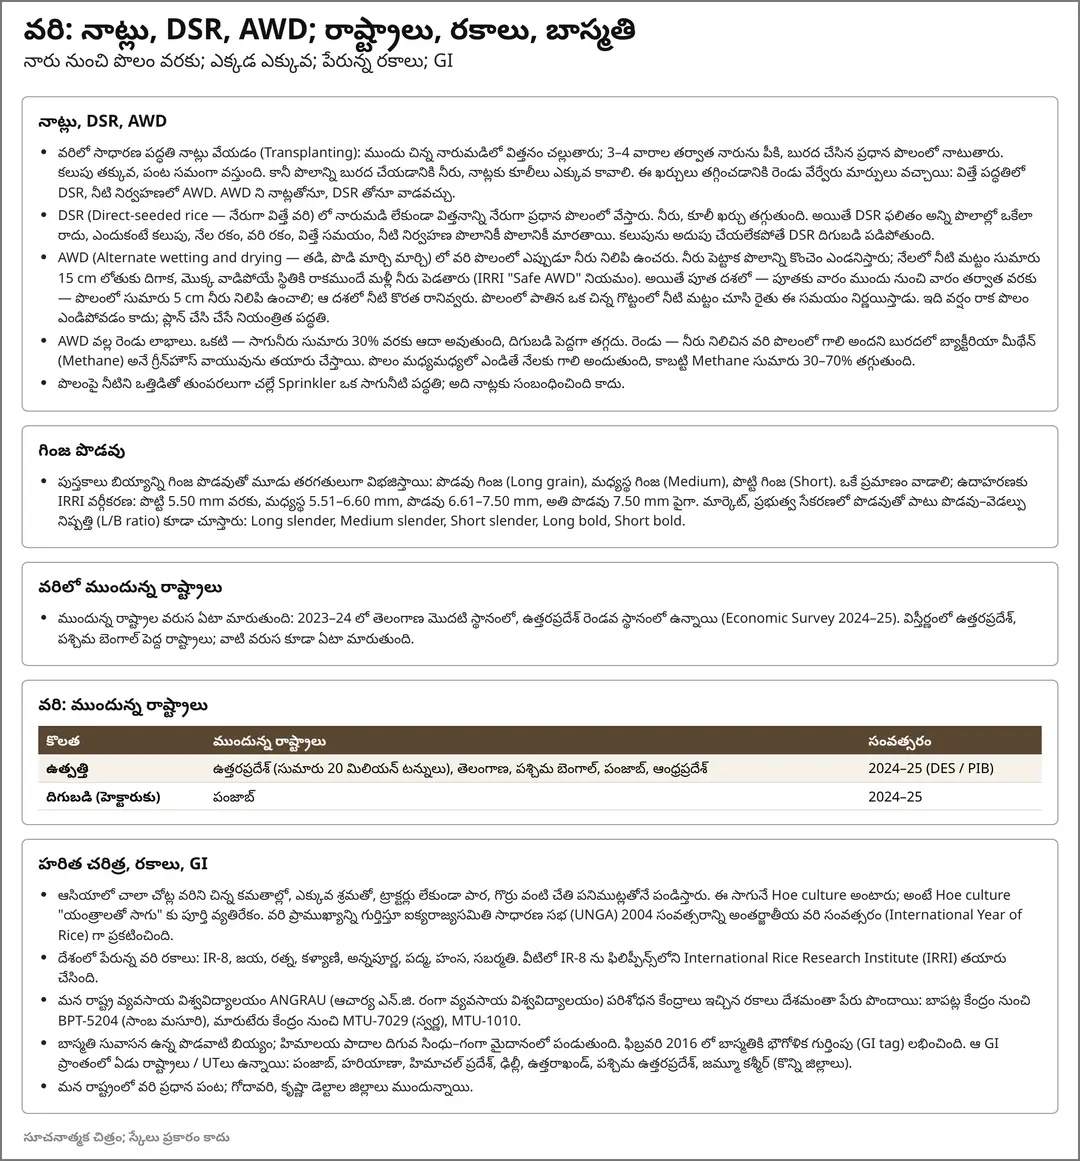 వరి: నాట్లు, DSR, AWD; రాష్ట్రాలు, రకాలు, బాస్మతి
నారు నుంచి పొలం వరకు; ఎక్కడ ఎక్కువ; పేరున్న రకాలు; GI
నాట్లు, DSR, AWD
• వరిలో సాధారణ పద్ధతి నాట్లు వేయడం (Transplanting): ముందు చిన్న నారుమడిలో విత్తనం చల్లుతారు; 3–4 వారాల తర్వాత నారును పీకి, బురద చేసిన ప్రధాన పొలంలో నాటుతారు.
కలుపు తక్కువ, పంట సమంగా వస్తుంది. కానీ పొలాన్ని బురద చేయడానికి నీరు, నాట్లకు కూలీలు ఎక్కువ కావాలి. ఈ ఖర్చులు తగ్గించడానికి రెండు వేర్వేరు మార్పులు వచ్చాయి: విత్తే పద్ధతిలో
DSR, నీటి నిర్వహణలో AWD. AWD ని నాట్లతోనూ, DSR తోనూ వాడవచ్చు.
• DSR (Direct-seeded rice — నేరుగా విత్తే వరి) లో నారుమడి లేకుండా విత్తనాన్ని నేరుగా ప్రధాన పొలంలో వేస్తారు. నీరు, కూలీ ఖర్చు తగ్గుతుంది. అయితే DSR ఫలితం అన్ని పొలాల్లో ఒకేలా
రాదు, ఎందుకంటే కలుపు, నేల రకం, వరి రకం, విత్తే సమయం, నీటి నిర్వహణ పొలానికీ పొలానికీ మారతాయి. కలుపును అదుపు చేయలేకపోతే DSR దిగుబడి పడిపోతుంది.
• AWD (Alternate wetting and drying — తడి, పొడి మార్చి మార్చి) లో వరి పొలంలో ఎప్పుడూ నీరు నిలిపి ఉంచరు. నీరు పెట్టాక పొలాన్ని కొంచెం ఎండనిస్తారు; నేలలో నీటి మట్టం సుమారు
15 cm లోతుకు దిగాక, మొక్క వాడిపోయే స్థితికి రాకముందే మళ్లీ నీరు పెడతారు (IRRI "Safe AWD" నియమం). అయితే పూత దశలో — పూతకు వారం ముందు నుంచి వారం తర్వాత వరకు
— పొలంలో సుమారు 5 cm నీరు నిలిపి ఉంచాలి; ఆ దశలో నీటి కొరత రానివ్వరు. పొలంలో పాతిన ఒక చిన్న గొట్టంలో నీటి మట్టం చూసి రైతు ఈ సమయం నిర్ణయిస్తాడు. ఇది వర్షం రాక పొలం
ఎండిపోవడం కాదు; ప్లాన్ చేసి చేసే నియంత్రిత పద్ధతి.
• AWD వల్ల రెండు లాభాలు. ఒకటి — సాగునీరు సుమారు 30% వరకు ఆదా అవుతుంది, దిగుబడి పెద్దగా తగ్గదు. రెండు — నీరు నిలిచిన వరి పొలంలో గాలి అందని బురదలో బ్యాక్టీరియా మీథేన్
(Methane) అనే గ్రీన్‌హౌస్ వాయువును తయారు చేస్తాయి. పొలం మధ్యమధ్యలో ఎండితే నేలకు గాలి అందుతుంది, కాబట్టి Methane సుమారు 30–70% తగ్గుతుంది.
• పొలంపై నీటిని ఒత్తిడితో తుంపరలుగా చల్లే Sprinkler ఒక సాగునీటి పద్ధతి; అది నాట్లకు సంబంధించింది కాదు.
గింజ పొడవు
• పుస్తకాలు బియ్యాన్ని గింజ పొడవుతో మూడు తరగతులుగా విభజిస్తాయి: పొడవు గింజ (Long grain), మధ్యస్థ గింజ (Medium), పొట్టి గింజ (Short). ఒకే ప్రమాణం వాడాలి; ఉదాహరణకు
IRRI వర్గీకరణ: పొట్టి 5.50 mm వరకు, మధ్యస్థ 5.51–6.60 mm, పొడవు 6.61–7.50 mm, అతి పొడవు 7.50 mm పైగా. మార్కెట్, ప్రభుత్వ సేకరణలో పొడవుతో పాటు పొడవు–వెడల్పు
నిష్పత్తి (L/B ratio) కూడా చూస్తారు: Long slender, Medium slender, Short slender, Long bold, Short bold.
వరిలో ముందున్న రాష్ట్రాలు
• ముందున్న రాష్ట్రాల వరుస ఏటా మారుతుంది: 2023–24 లో తెలంగాణ మొదటి స్థానంలో, ఉత్తరప్రదేశ్ రెండవ స్థానంలో ఉన్నాయి (Economic Survey 2024–25). విస్తీర్ణంలో ఉత్తరప్రదేశ్,
పశ్చిమ బెంగాల్ పెద్ద రాష్ట్రాలు; వాటి వరుస కూడా ఏటా మారుతుంది.
వరి: ముందున్న రాష్ట్రాలు
కొలత ముందున్న రాష్ట్రాలు సంవత్సరం
ఉత్పత్తి ఉత్తరప్రదేశ్ (సుమారు 20 మిలియన్ టన్నులు), తెలంగాణ, పశ్చిమ బెంగాల్, పంజాబ్, ఆంధ్రప్రదేశ్ 2024–25 (DES / PIB)
దిగుబడి (హెక్టారుకు) పంజాబ్ 2024–25
హరిత చరిత్ర, రకాలు, GI
• ఆసియాలో చాలా చోట్ల వరిని చిన్న కమతాల్లో, ఎక్కువ శ్రమతో, ట్రాక్టర్లు లేకుండా పార, గొర్రు వంటి చేతి పనిముట్లతోనే పండిస్తారు. ఈ సాగునే Hoe culture అంటారు; అంటే Hoe culture
"యంత్రాలతో సాగు" కు పూర్తి వ్యతిరేకం. వరి ప్రాముఖ్యాన్ని గుర్తిస్తూ ఐక్యరాజ్యసమితి సాధారణ సభ (UNGA) 2004 సంవత్సరాన్ని అంతర్జాతీయ వరి సంవత్సరం (International Year of
Rice) గా ప్రకటించింది.
• దేశంలో పేరున్న వరి రకాలు: IR-8, జయ, రత్న, కళ్యాణి, అన్నపూర్ణ, పద్మ, హంస, సబర్మతి. వీటిలో IR-8 ను ఫిలిప్పీన్స్‌లోని International Rice Research Institute (IRRI) తయారు
చేసింది.
• మన రాష్ట్ర వ్యవసాయ విశ్వవిద్యాలయం ANGRAU (ఆచార్య ఎన్.జి. రంగా వ్యవసాయ విశ్వవిద్యాలయం) పరిశోధన కేంద్రాలు ఇచ్చిన రకాలు దేశమంతా పేరు పొందాయి: బాపట్ల కేంద్రం నుంచి
BPT-5204 (సాంబ మసూరి), మారుటేరు కేంద్రం నుంచి MTU-7029 (స్వర్ణ), MTU-1010.
• బాస్మతి సువాసన ఉన్న పొడవాటి బియ్యం; హిమాలయ పాదాల దిగువ సింధు–గంగా మైదానంలో పండుతుంది. ఫిబ్రవరి 2016 లో బాస్మతికి భౌగోళిక గుర్తింపు (GI tag) లభించింది. ఆ GI
ప్రాంతంలో ఏడు రాష్ట్రాలు / UTలు ఉన్నాయి: పంజాబ్, హరియాణా, హిమాచల్ ప్రదేశ్, ఢిల్లీ, ఉత్తరాఖండ్, పశ్చిమ ఉత్తరప్రదేశ్, జమ్మూ కశ్మీర్ (కొన్ని జిల్లాలు).
• మన రాష్ట్రంలో వరి ప్రధాన పంట; గోదావరి, కృష్ణా డెల్టాల జిల్లాలు ముందున్నాయి.
సూచనాత్మక చిత్రం; స్కేలు ప్రకారం కాదు